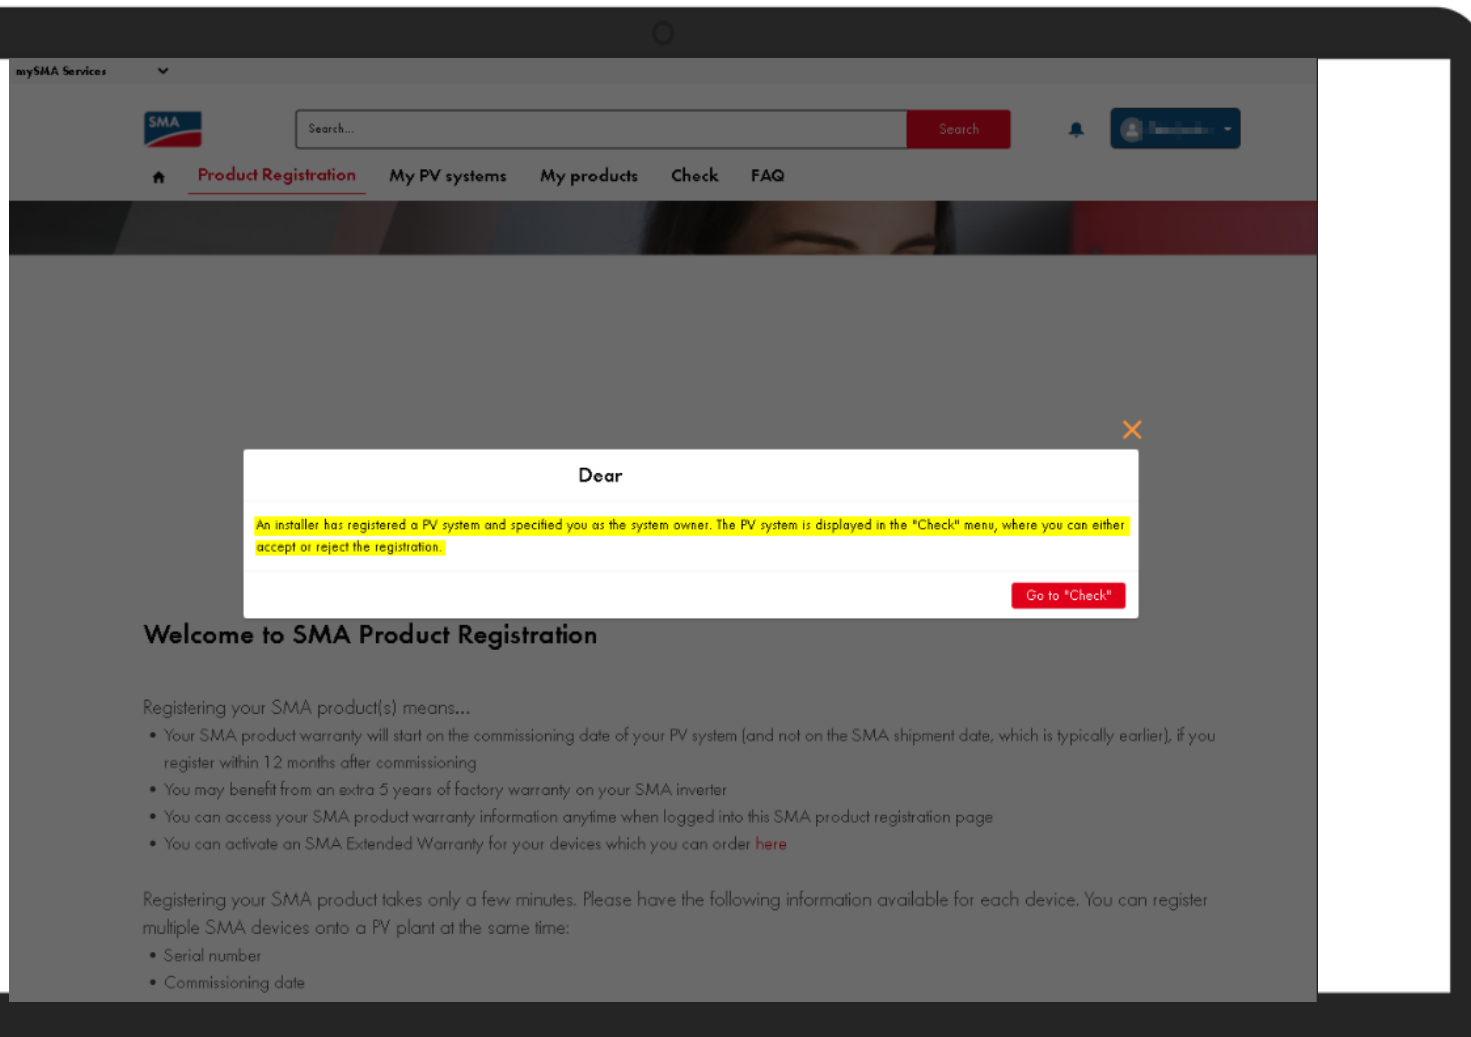 mySMA Services
SMA
Search...
Search
Product Registration My PV systems My products Check FAQ
Dear
An installer has registered a PV system and specified you as the system owner. The PV system is displayed in the "Check" menu, where you can either
accept or reject the registration.
Go to "Check"
Welcome to SMA Product Registration
Registering your SMA product(s) means...
• Your SMA product warranty will start on the commissioning date of your PV system (and not on the SMA shipment date, which is typically earlier), if you
register within 12 months after commissioning
• You may benefit from an extra 5 years of factory warranty on your SMA inverter
• You can access your SMA product warranty information anytime when logged into this SMA product registration page
• You can activate an SMA Extended Warranty for your devices which you can order here
Registering your SMA product takes only a few minutes. Please have the following information available for each device. You can register
multiple SMA devices onto a PV plant at the same time:
• Serial number
• Commissioning date